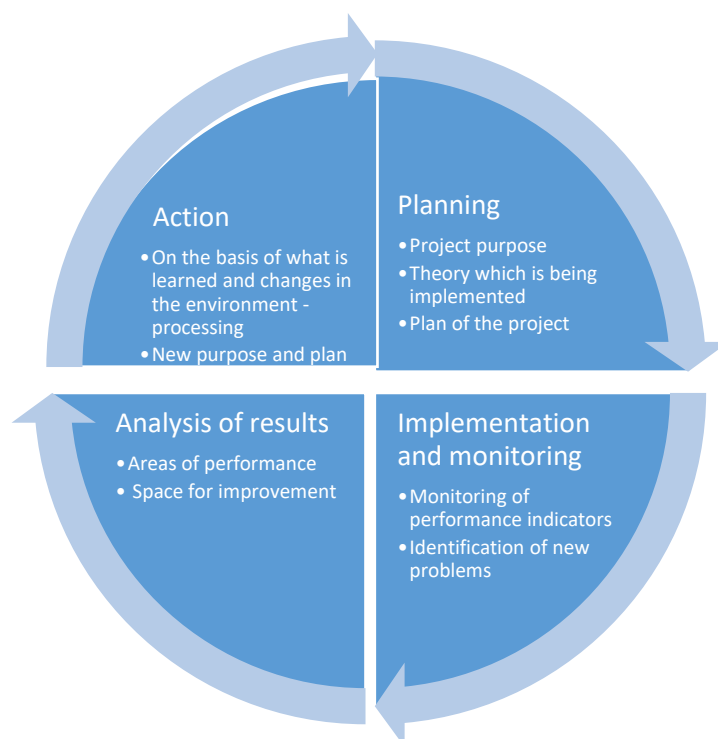 Action
• On the basis of what is
learned and changes in
the environment -
processing
• New purpose and plan
Planning
• Project purpose
• Theory which is being
implemented
• Plan of the project
Analysis of results
• Areas of performance
• Space for improvement
Implementation
and monitoring
• Monitoring of
performance indicators
• Identification of new
problems